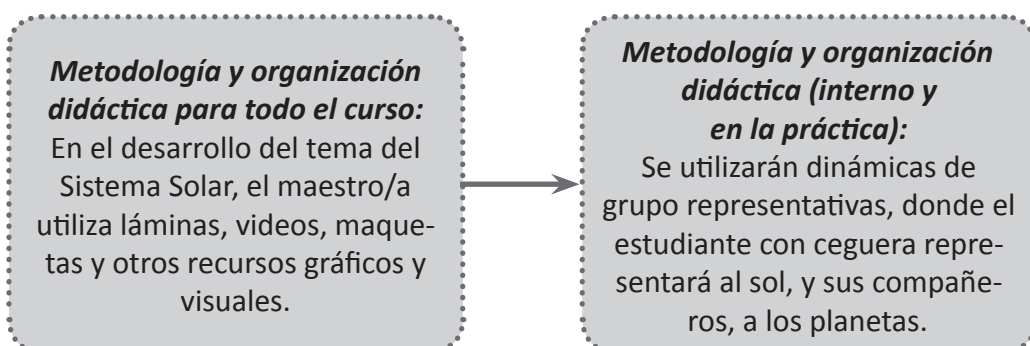 Metodología y organización
didáctica para todo el curso:
En el desarrollo del tema del
Sistema Solar, el maestro/a
utiliza láminas, videos, maque-
tas y otros recursos gráficos y
visuales.
Metodología y organización
didáctica (interno y
en la práctica):
Se utilizarán dinámicas de
grupo representativas, donde el
estudiante con ceguera repre-
sentará al sol, y sus compañe-
ros, a los planetas.